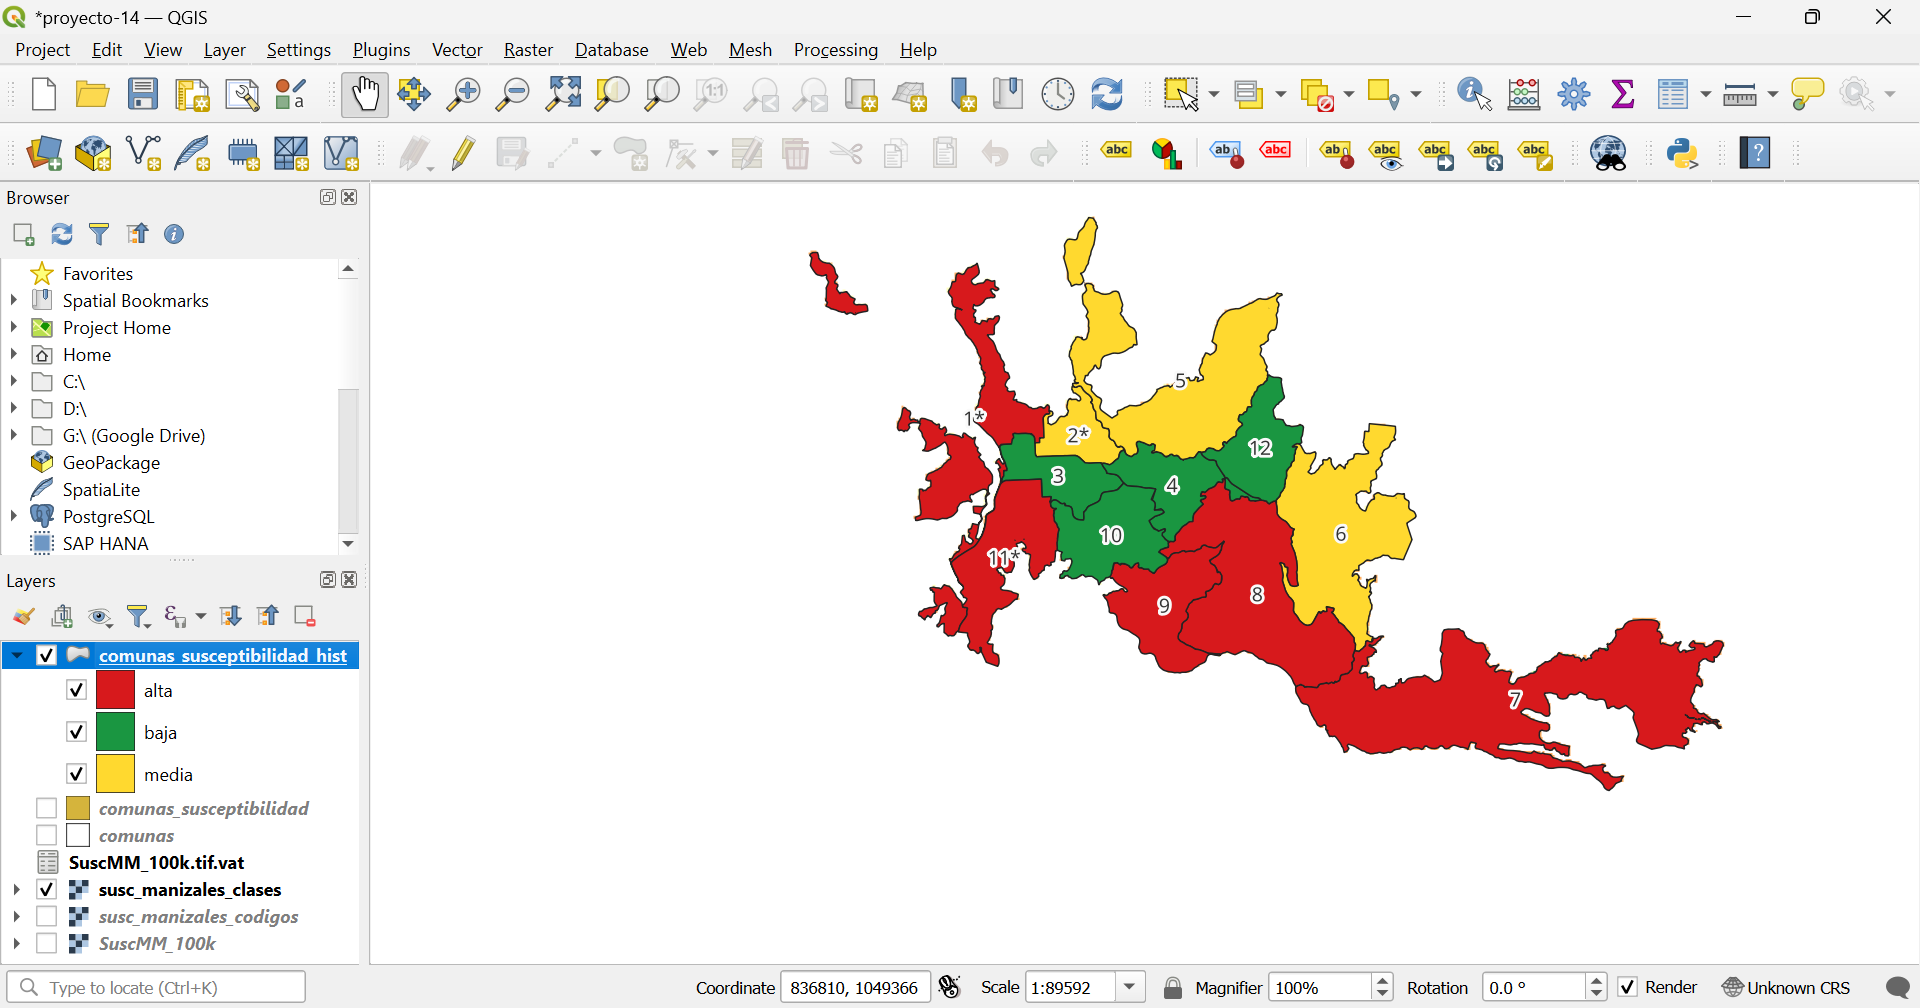 *proyecto-14 — QGIS
Project Edit View Layer Settings Plugins Vector Raster Database Web Mesh Processing Help
Browser
Favorites
Spatial Bookmarks
Project Home
Home
C:\
D:\
G:\ (Google Drive)
GeoPackage
SpatiaLite
PostgreSQL
SAP HANA
Layers
comunas_susceptibilidad_hist
alta
baja
media
comunas_susceptibilidad
comunas
SuscMM_100k.tif.vat
susc_manizales_clases
susc_manizales_codigos
SuscMM_100k
5
1*
2*
12
3
4
10
6
11*
8
9
7
Type to locate (Ctrl+K)
Coordinate 836810, 1049366 Scale 1:89592 Magnifier 100% Rotation 0.0 ° Render Unknown CRS